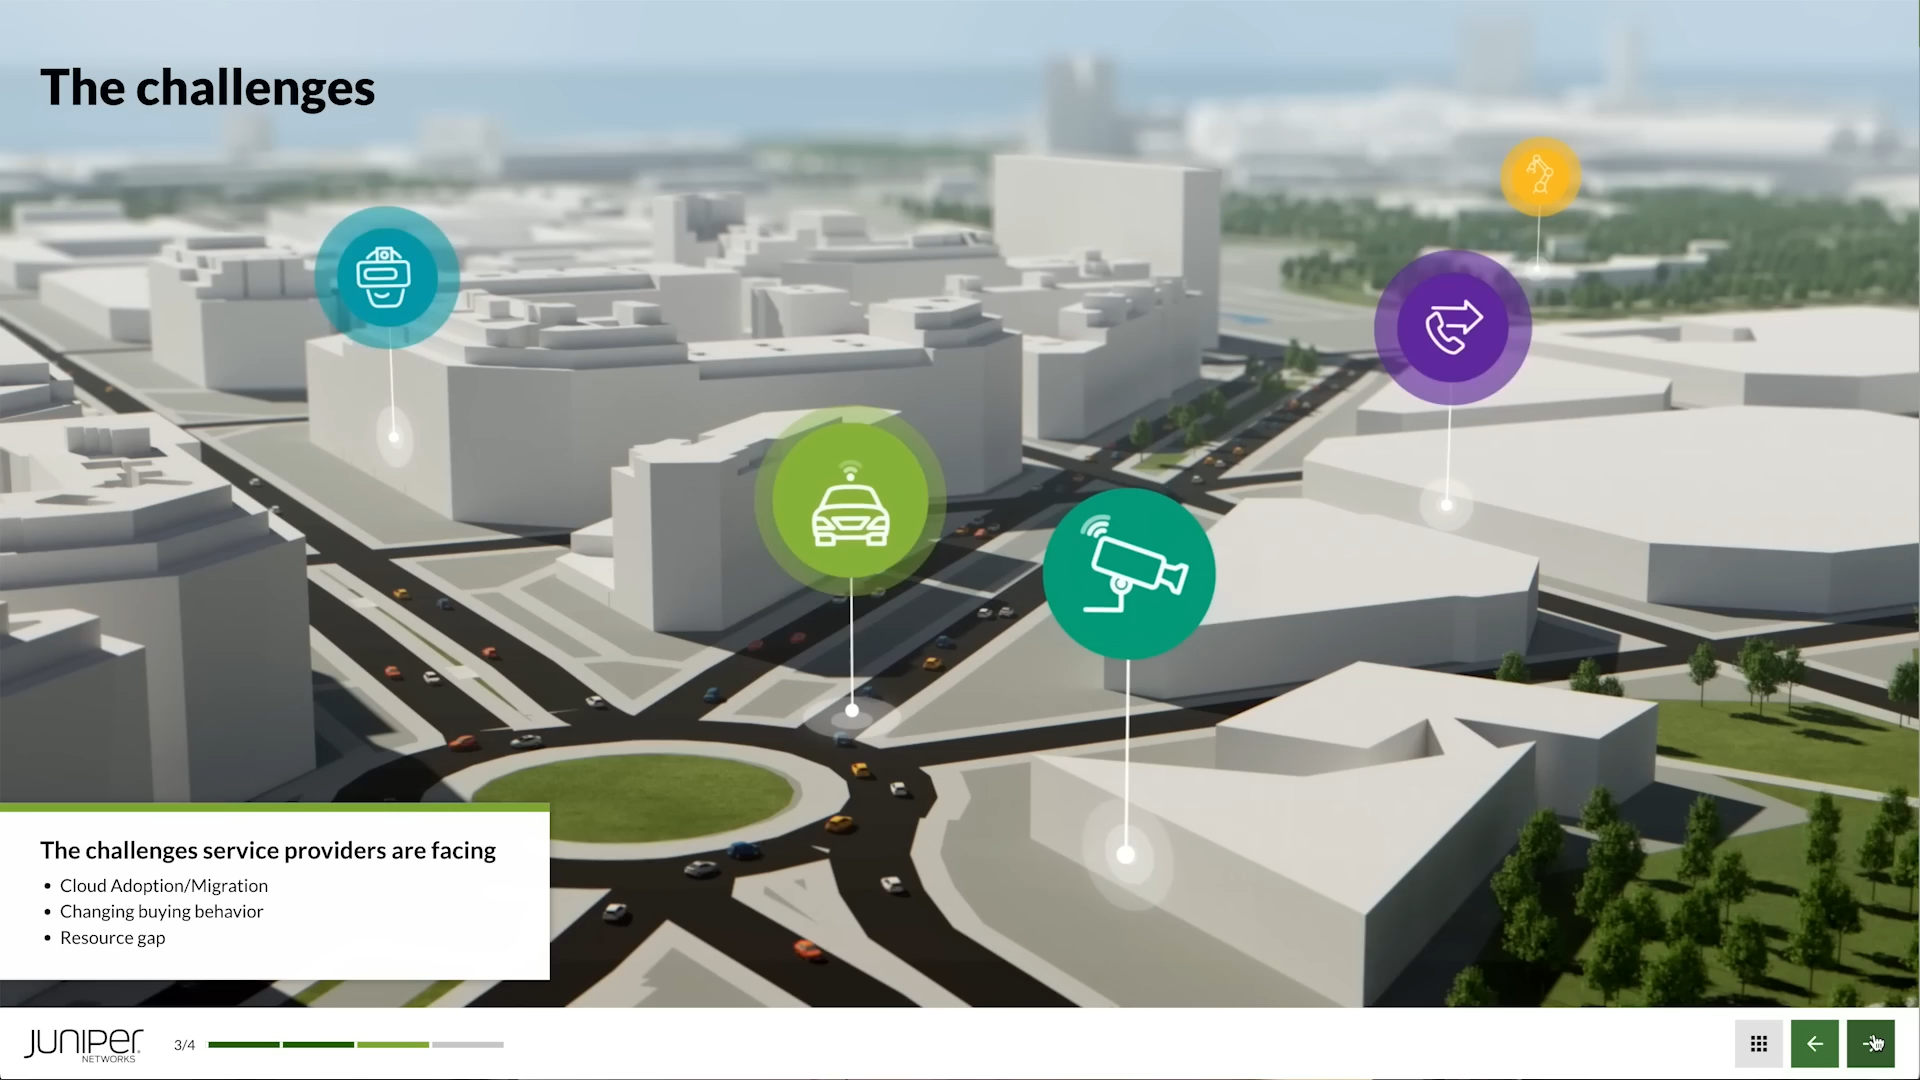 The challenges
The challenges service providers are facing
• Cloud Adoption/Migration
• Changing buying behavior
• Resource gap
JUNIPER
NETWORKS
3/4